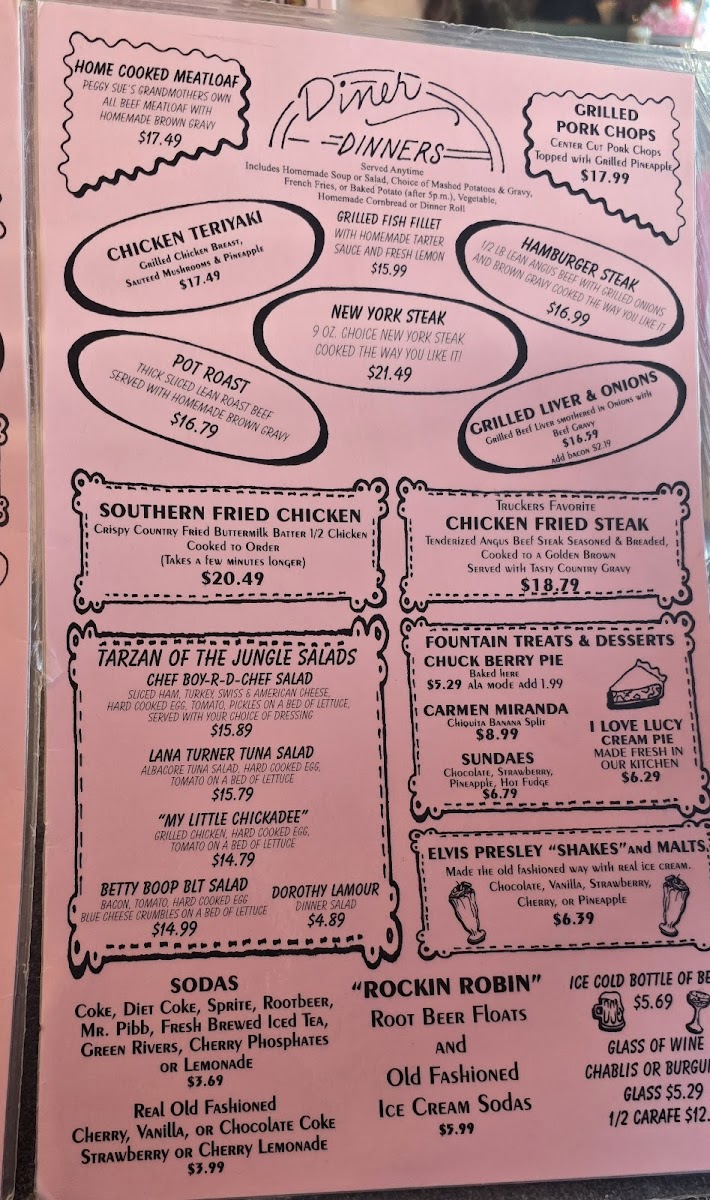 HOME COOKED MEATLOAF
PEGGY SUE'S GRANDMOTHERS OWN
ALL BEEF MEATLOAF WITH
HOMEMADE BROWN GRAVY
$17.49
Diner
DINNERS
Served Anytime
Includes Homemade Soup or Salad, Choice of Mashed Potatoes & Gravy,
French Fries, or Baked Potato (after 5p.m.), Vegetable,
Homemade Cornbread or Dinner Roll
GRILLED
PORK CHOPS
Center Cut Pork Chops
Topped with Grilled Pineapple
$17.99
CHICKEN TERIYAKI
Grilled Chicken Breast,
Sauteed Mushrooms & Pineapple
$17.49
GRILLED FISH FILLET
WITH HOMEMADE TARTER
SAUCE AND FRESH LEMON
$15.99
HAMBURGER STEAK
1/2 LB LEAN ANGUS BEEF WITH GRILLED ONIONS
AND BROWN GRAVY COOKED THE WAY YOU LIKE IT
$16.99
NEW YORK STEAK
9 OZ. CHOICE NEW YORK STEAK
COOKED THE WAY YOU LIKE IT!
$21.49
POT ROAST
THICK SLICED LEAN ROAST BEEF
SERVED WITH HOMEMADE BROWN GRAVY
$16.79
GRILLED LIVER & ONIONS
Grilled Beef Liver smothered in Onions with
Beef Gravy
$16.59
add bacon $2.19
SOUTHERN FRIED CHICKEN
Crispy Country Fried Buttermilk Batter 1/2 Chicken
Cooked to Order
(Takes a few minutes longer)
$20.49
Truckers Favorite
CHICKEN FRIED STEAK
Tenderized Angus Beef Steak Seasoned & Breaded,
Cooked to a Golden Brown
Served with Tasty Country Gravy
$18.79
TARZAN OF THE JUNGLE SALADS
CHEF BOY-R-D-CHEF SALAD
SLICED HAM, TURKEY, SWISS & AMERICAN CHEESE,
HARD COOKED EGG, TOMATO, PICKLES ON A BED OF LETTUCE,
SERVED WITH YOUR CHOICE OF DRESSING
$15.89
LANA TURNER TUNA SALAD
ALBACORE TUNA SALAD, HARD COOKED EGG,
TOMATO ON A BED OF LETTUCE
$15.79
"MY LITTLE CHICKADEE"
GRILLED CHICKEN, HARD COOKED EGG,
TOMATO ON A BED OF LETTUCE
$14.79
BETTY BOOP BLT SALAD
BACON, TOMATO, HARD COOKED EGG
BLUE CHEESE CRUMBLES ON A BED OF LETTUCE
$14.99
DOROTHY LAMOUR
DINNER SALAD
$4.89
FOUNTAIN TREATS & DESSERTS
CHUCK BERRY PIE
Baked here
$5.29 ala mode add 1.99
CARMEN MIRANDA
Chiquita Banana Split
$8.99
SUNDAES
Chocolate, Strawberry,
Pineapple, Hot Fudge
$6.79
I LOVE LUCY
CREAM PIE
MADE FRESH IN
OUR KITCHEN
$6.29
ELVIS PRESLEY "SHAKES" and MALTS
Made the old fashioned way with real ice cream.
Chocolate, Vanilla, Strawberry,
Cherry, or Pineapple
$6.39
SODAS
Coke, Diet Coke, Sprite, Rootbeer,
Mr. Pibb, Fresh Brewed Iced Tea,
Green Rivers, Cherry Phosphates
or Lemonade
$3.69
Real Old Fashioned
Cherry, Vanilla, or Chocolate Coke
Strawberry or Cherry Lemonade
$3.99
"ROCKIN ROBIN"
Root Beer Floats
and
Old Fashioned
Ice Cream Sodas
$5.99
ICE COLD BOTTLE OF BE
$5.69
GLASS OF WINE
CHABLIS OR BURGU
GLASS $5.29
1/2 CARAFE $12.